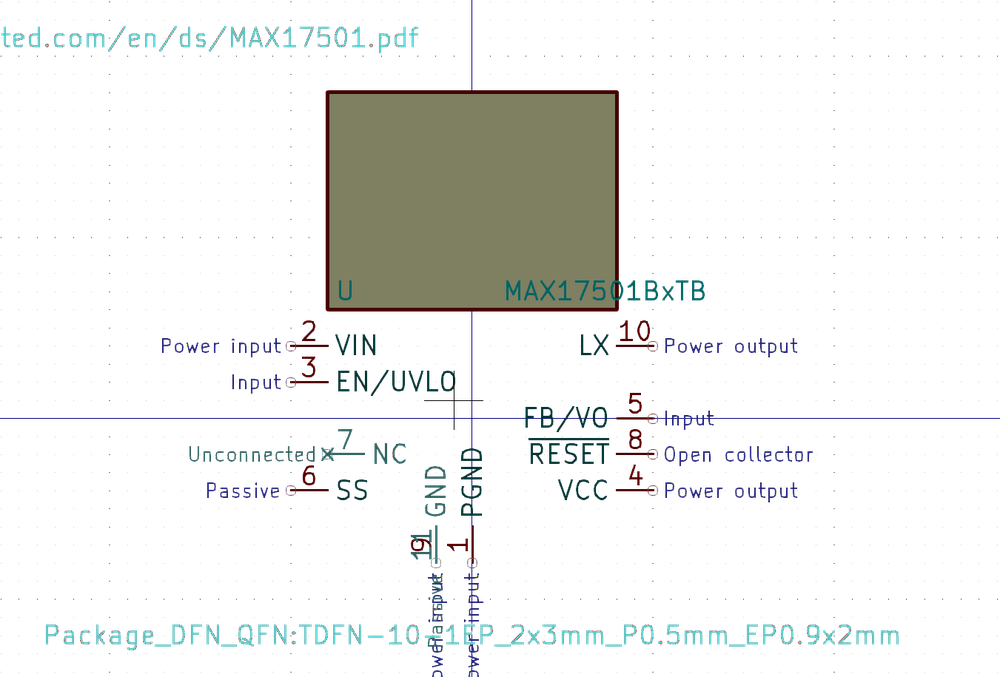 ted.com/en/ds/MAX17501.pdf
U MAX17501BxTB
Power input 2 VIN LX 10 Power output
Input 3 EN/UVLO
FB/VO 5 Input
Unconnected 7 NC RESET 8 Open collector
Passive 6 SS VCC 4 Power output
GND PGND
9 11 1
Power input
Passive
Power input
Package_DFN_QFN:TDFN-10-1EP_2x3mm_P0.5mm_EP0.9x2mm